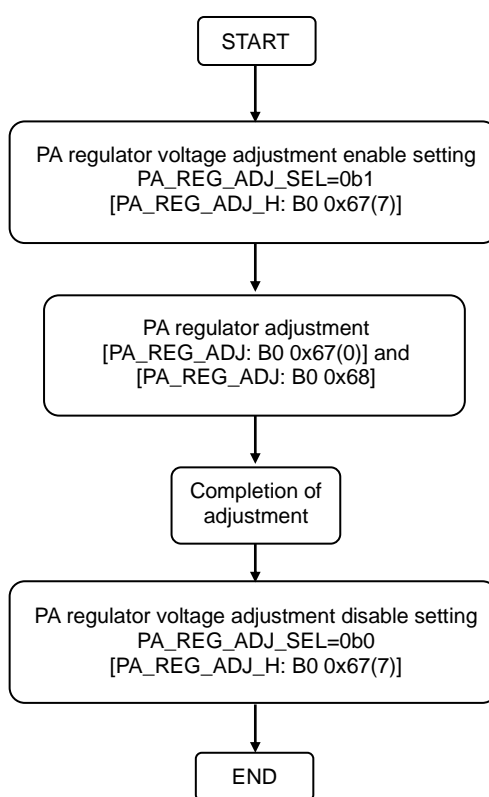 START
PA regulator voltage adjustment enable setting
PA_REG_ADJ_SEL=0b1
[PA_REG_ADJ_H: B0 0x67(7)]
PA regulator adjustment
[PA_REG_ADJ: B0 0x67(0)] and
[PA_REG_ADJ: B0 0x68]
Completion of
adjustment
PA regulator voltage adjustment disable setting
PA_REG_ADJ_SEL=0b0
[PA_REG_ADJ_H: B0 0x67(7)]
END